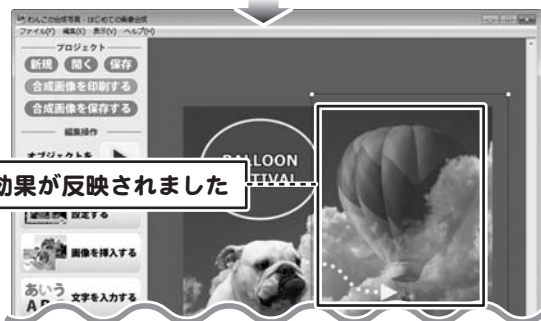 わんこの合成写真 - はじめての画像合成
ファイル(F) 編集(E) 表示(V) ヘルプ(H)
プロジェクト
新規 開く 保存
合成画像を印刷する
合成画像を保存する
編集操作
オブジェクトを
BALLOON
効果が反映されました
TIVAL
設定する
画像を挿入する
あいう
文字を入力する